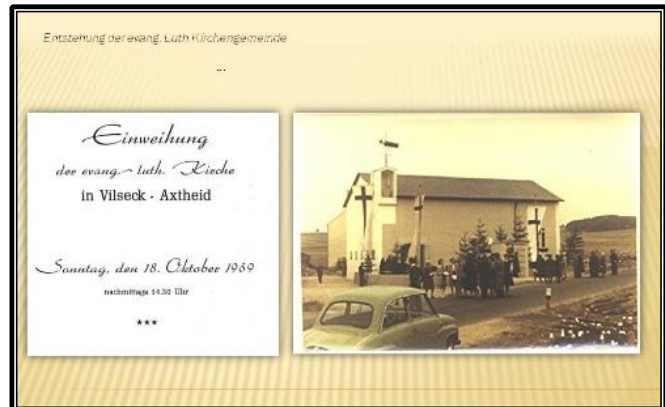 Entstehung der evang. Luth Kirchengemeinde
...
Einweihung
der evang.-luth. Kirche
in Vilseck - Axtheid
Sonntag, den 18. Oktober 1959
nachmittags 14.30 Uhr
***